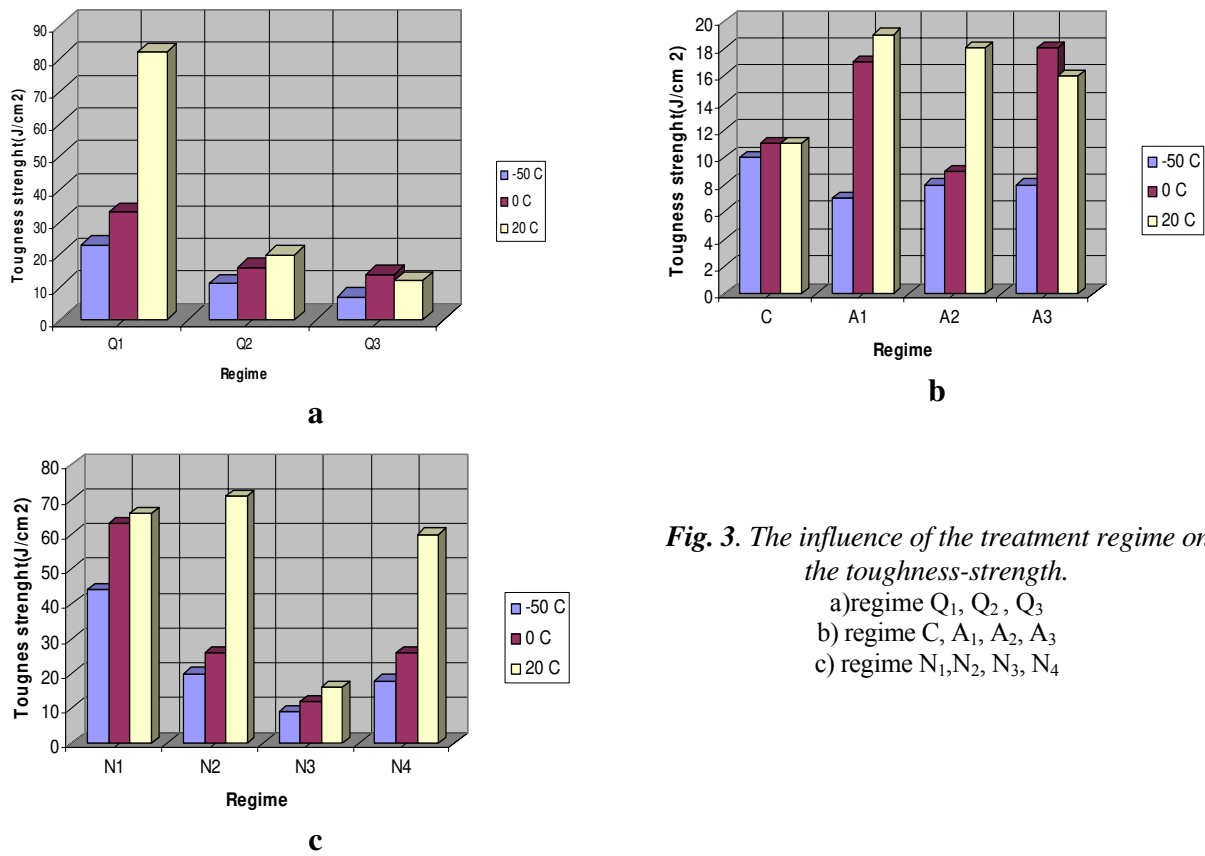 90
80
70
60
50
40
30
20
10
0
Tougness strenght(J/cm 2)
Q1 Q2 Q3
Regime
-50 C
0 C
20 C
a
20
18
16
14
12
10
8
6
4
2
0
Tougness strenght(J/cm 2)
C A1 A2 A3
Regime
-50 C
0 C
20 C
b
80
70
60
50
40
30
20
10
0
Tougnes s strenght(J/cm 2)
N1 N2 N3 N4
Regime
-50 C
0 C
20 C
c
Fig. 3. The influence of the treatment regime on
the toughness-strength.
a)regime Q1, Q2 , Q3
b) regime C, A1, A2, A3
c) regime N1,N2, N3, N4